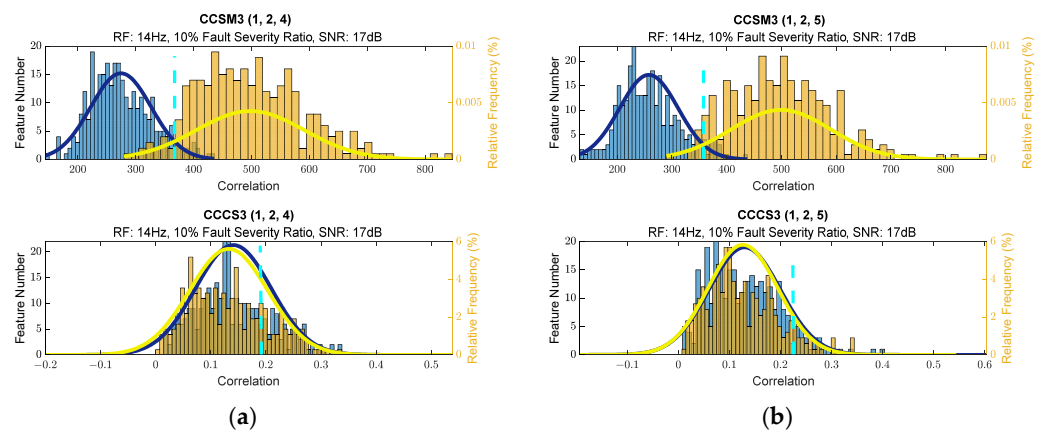 CCSM3 (1, 2, 4)
RF: 14Hz, 10% Fault Severity Ratio, SNR: 17dB
20
15
10
5
0
Feature Number
0.01
0.005
0
Relative Frequency (%)
200 300 400 500 600 700 800
Correlation
CCSM3 (1, 2, 5)
RF: 14Hz, 10% Fault Severity Ratio, SNR: 17dB
20
15
10
5
0
Feature Number
0.01
0.005
0
Relative Frequency (%)
200 300 400 500 600 700 800
Correlation
CCCS3 (1, 2, 4)
RF: 14Hz, 10% Fault Severity Ratio, SNR: 17dB
20
15
10
5
0
Feature Number
6
4
2
0
Relative Frequency (%)
−0.2 −0.1 0 0.1 0.2 0.3 0.4 0.5
Correlation
CCCS3 (1, 2, 5)
RF: 14Hz, 10% Fault Severity Ratio, SNR: 17dB
20
15
10
5
0
Feature Number
6
4
2
0
Relative Frequency (%)
−0.1 0 0.1 0.2 0.3 0.4 0.5 0.6
Correlation
(a)
(b)